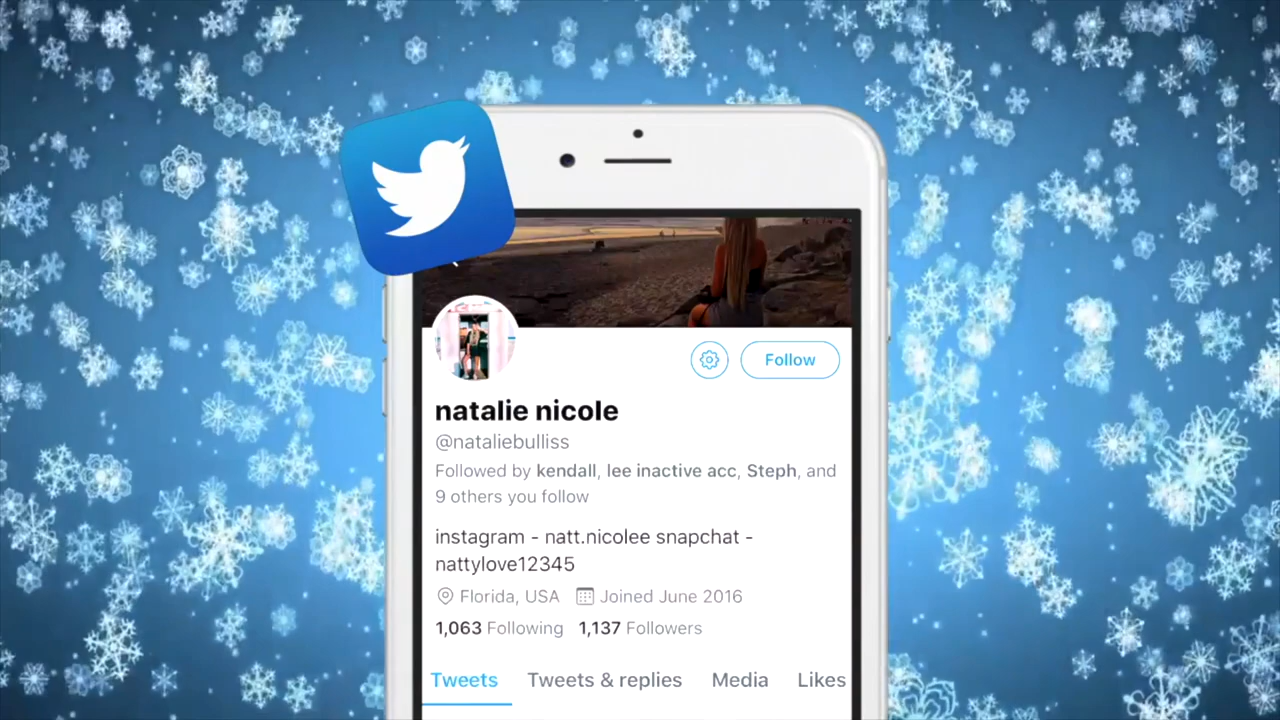 Follow
natalie nicole
@nataliebulliss
Followed by kendall, lee inactive acc, Steph, and
9 others you follow
instagram - natt.nicolee snapchat -
nattylove12345
Florida, USA Joined June 2016
1,063 Following 1,137 Followers
Tweets Tweets & replies Media Likes